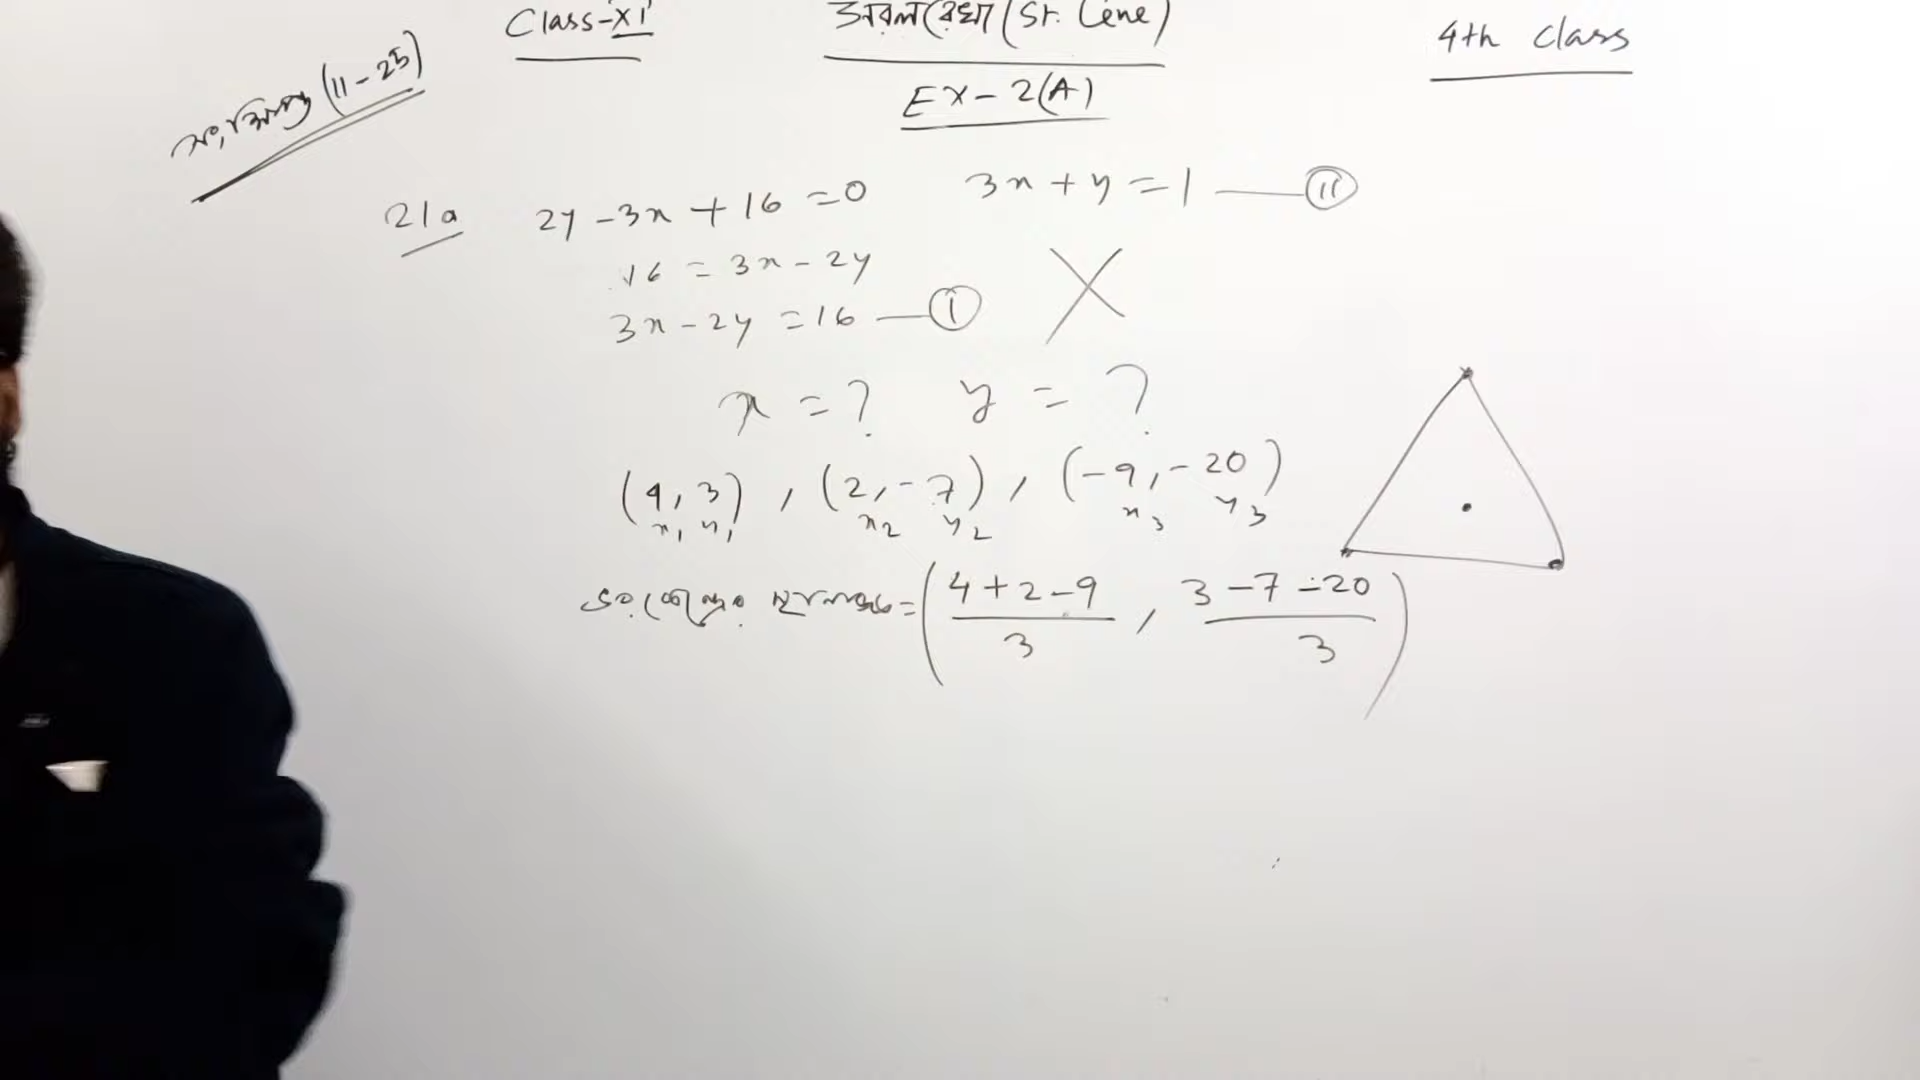 Class-XI
সরলরেখা (St. Line)
4th Class
EX-2(A)
(11-25)
21a 2y-3x+16=0 3x+y=1 — (II)
16 = 3x-2y
3x-2y=16 — (I)
x=? y=?
(4,3), (2,-7), (-9,-20)
x₁ y₁ x₂ y₂ x₃ y₃
ভরকেন্দ্রের স্থানাঙ্ক = (4+2-9/3, 3-7-20/3)